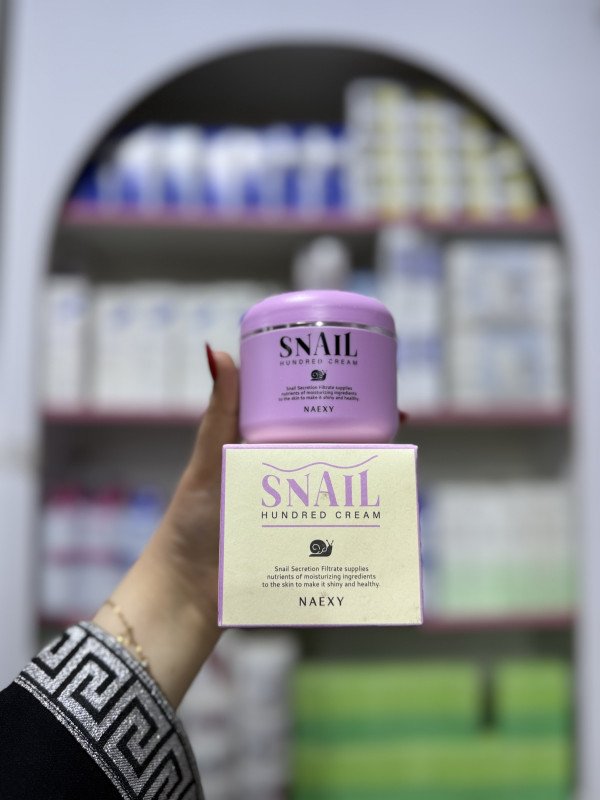 SNAIL
HUNDRED CREAM
Snail Secretion Filtrate supplies
nutrients of moisturizing ingredients
to the skin to make it shiny and healthy.
NAEXY
SNAIL
HUNDRED CREAM
Snail Secretion Filtrate supplies
nutrients of moisturizing ingredients
to the skin to make it shiny and healthy.
NAEXY